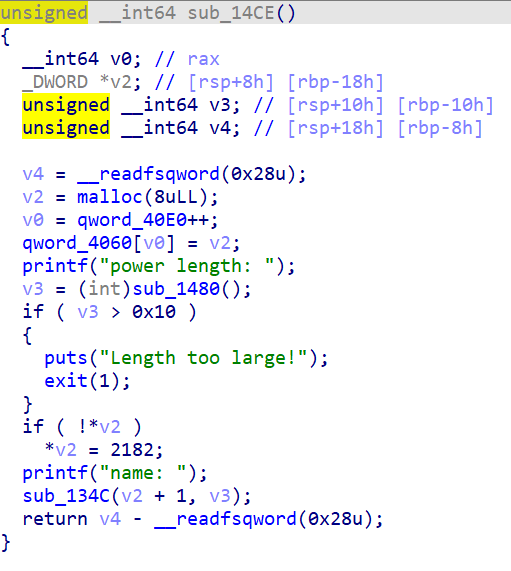 unsigned __int64 sub_14CE()
{
  __int64 v0; // rax
  _DWORD *v2; // [rsp+8h] [rbp-18h]
  unsigned __int64 v3; // [rsp+10h] [rbp-10h]
  unsigned __int64 v4; // [rsp+18h] [rbp-8h]

  v4 = __readfsqword(0x28u);
  v2 = malloc(8uLL);
  v0 = qword_40E0++;
  qword_4060[v0] = v2;
  printf("power length: ");
  v3 = (int)sub_1480();
  if ( v3 > 0x10 )
  {
    puts("Length too large!");
    exit(1);
  }
  if ( !*v2 )
    *v2 = 2182;
  printf("name: ");
  sub_134C(v2 + 1, v3);
  return v4 - __readfsqword(0x28u);
}